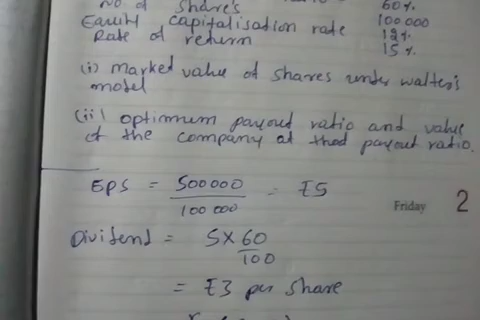 No of shares
60%
Equity capitalisation rate 100 000
Rate of return 12%
15%
(i) marked value of shares under walter's
model
(ii) optimum payout ratio and value
of the company at that payout ratio.
EPS = 500000 = ₹5
100 000
Friday 2
Dividend = 5 × 60
100
= ₹3 per share